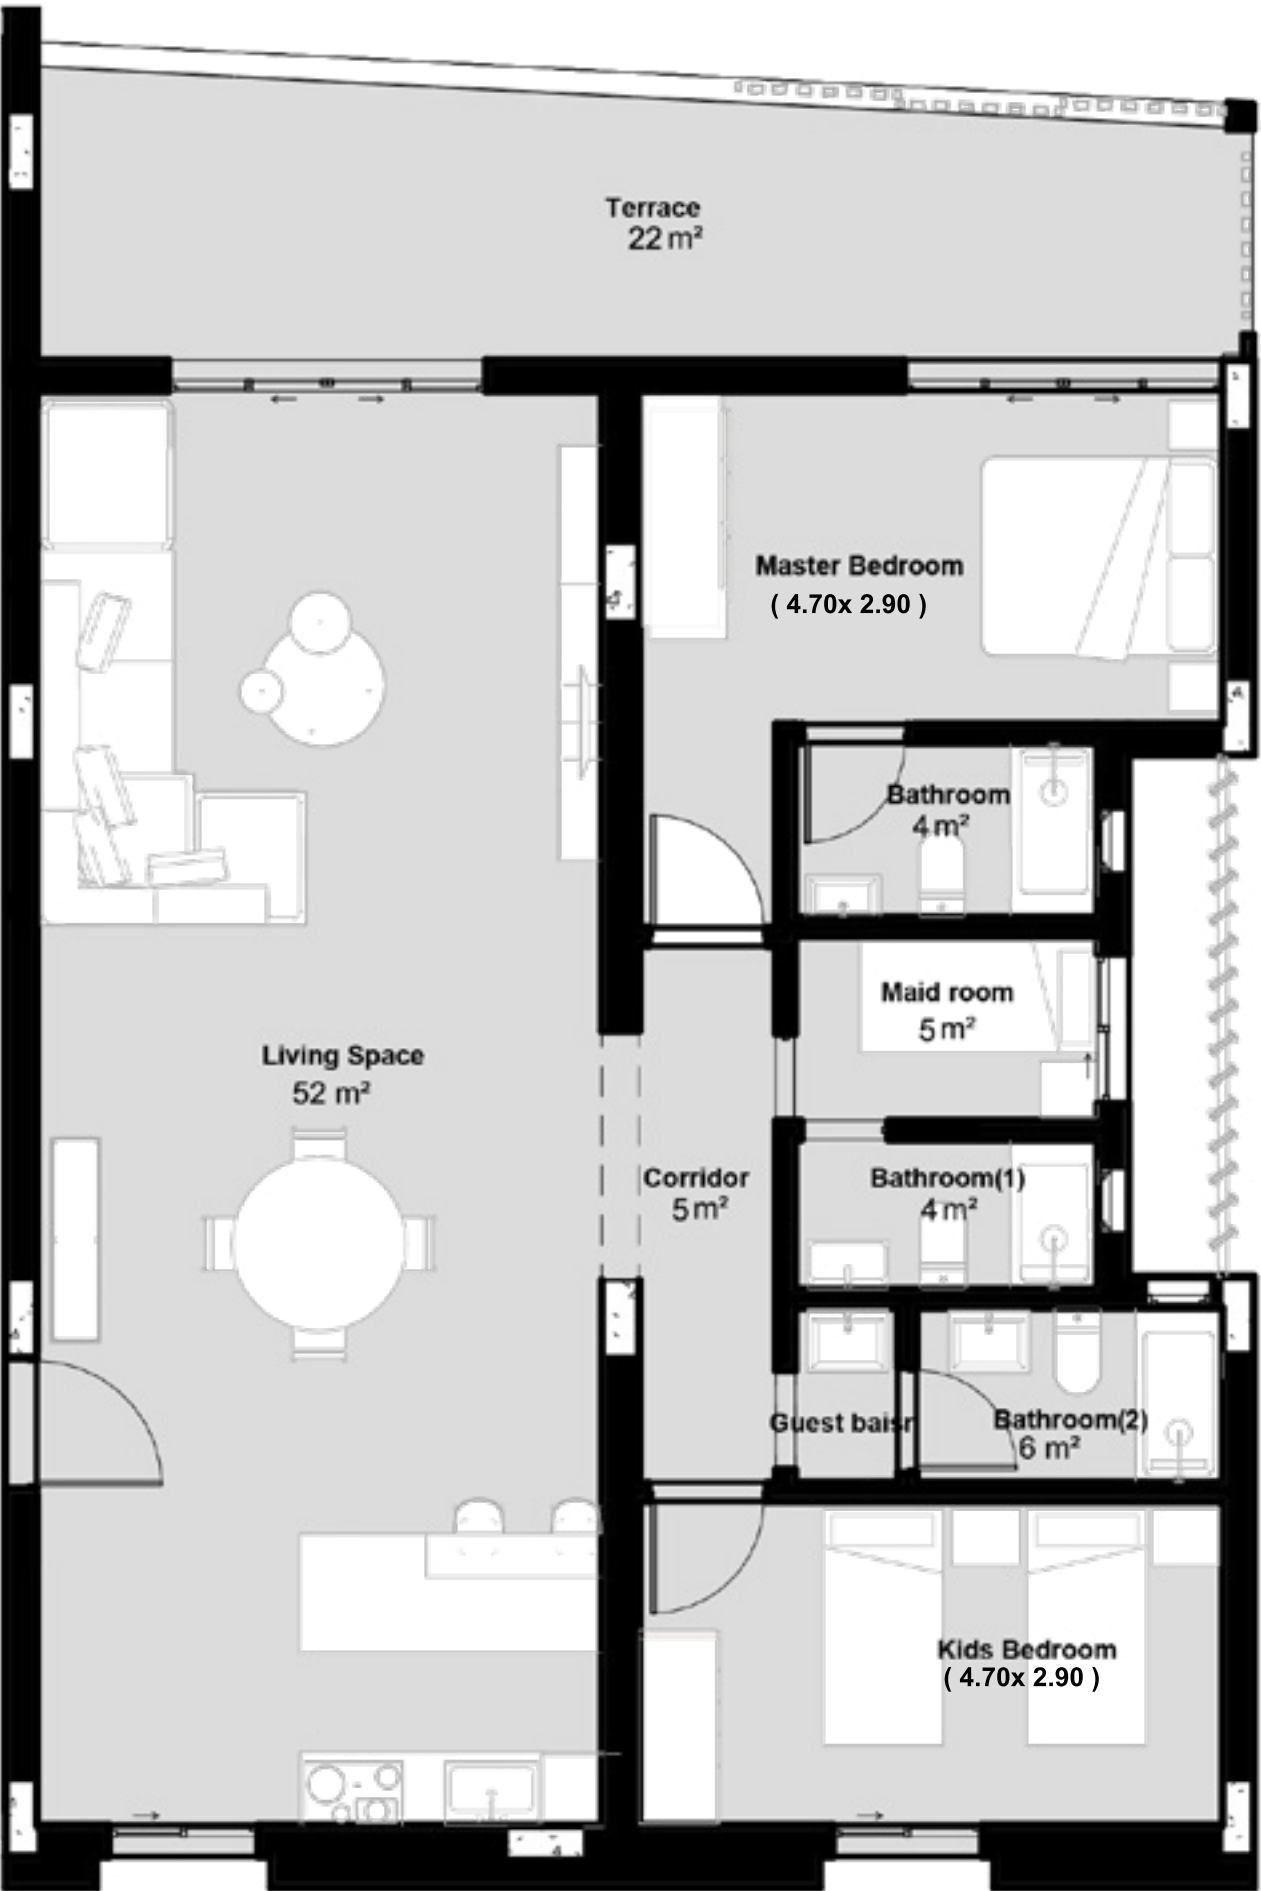 Terrace
22 m²
Master Bedroom
( 4.70x 2.90 )
Bathroom
4 m²
Maid room
5 m²
Living Space
52 m²
Corridor
5 m²
Bathroom(1)
4 m²
Guest baisr
Bathroom(2)
6 m²
Kids Bedroom
( 4.70x 2.90 )